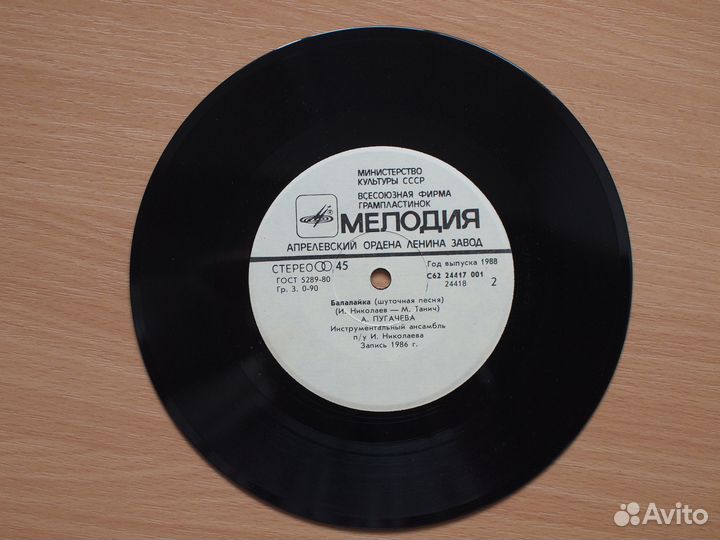 МИНИСТЕРСТВО
КУЛЬТУРЫ СССР
ВСЕСОЮЗНАЯ ФИРМА
ГРАМПЛАСТИНОК
МЕЛОДИЯ
АПРЕЛЕВСКИЙ ОРДЕНА ЛЕНИНА ЗАВОД
СТЕРЕО 45
ГОСТ 5289-80
Гр. 3. 0-90
Год выпуска 1988
С62 24417 001
24418 2
Балалайка (шуточная песня)
(И. Николаев — М. Танич)
А. ПУГАЧЕВА
Инструментальный ансамбль
п/у И. Николаева
Запись 1986 г.
Avito